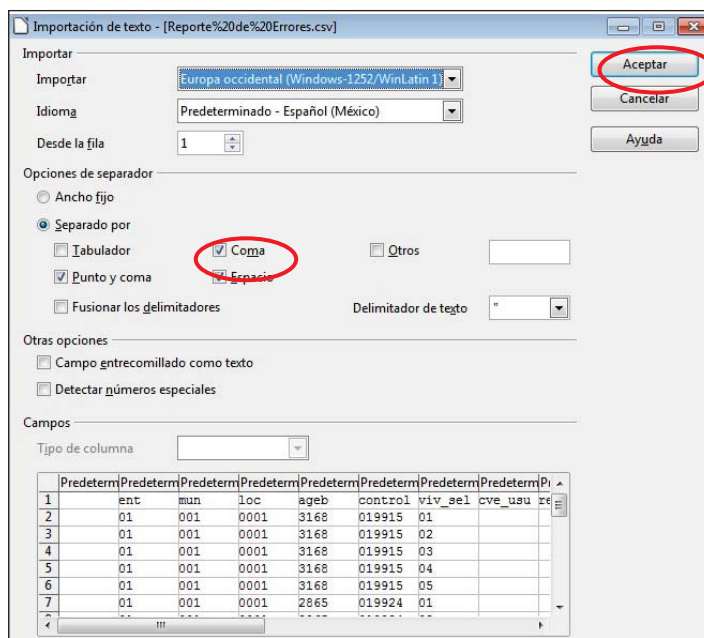 Importación de texto - [Reporte%20de%20Errores.csv]
Importar
Importar Europa occidental (Windows-1252/WinLatin 1)
Idioma Predeterminado - Español (México)
Desde la fila 1
Aceptar
Cancelar
Ayuda
Opciones de separador
Ancho fijo
Separado por
Tabulador Coma Otros
Punto y coma Espacio
Fusionar los delimitadores Delimitador de texto "
Otras opciones
Campo entrecomillado como texto
Detectar números especiales
Campos
Tipo de columna
Predeterm Predeterm Predeterm Predeterm Predeterm Predeterm Predeterm Pr
1 ent mun loc ageb control viv_sel cve_usu re
2 01 001 0001 3168 019915 01
3 01 001 0001 3168 019915 02
4 01 001 0001 3168 019915 03
5 01 001 0001 3168 019915 04
6 01 001 0001 3168 019915 05
7 01 001 0001 2865 019924 01